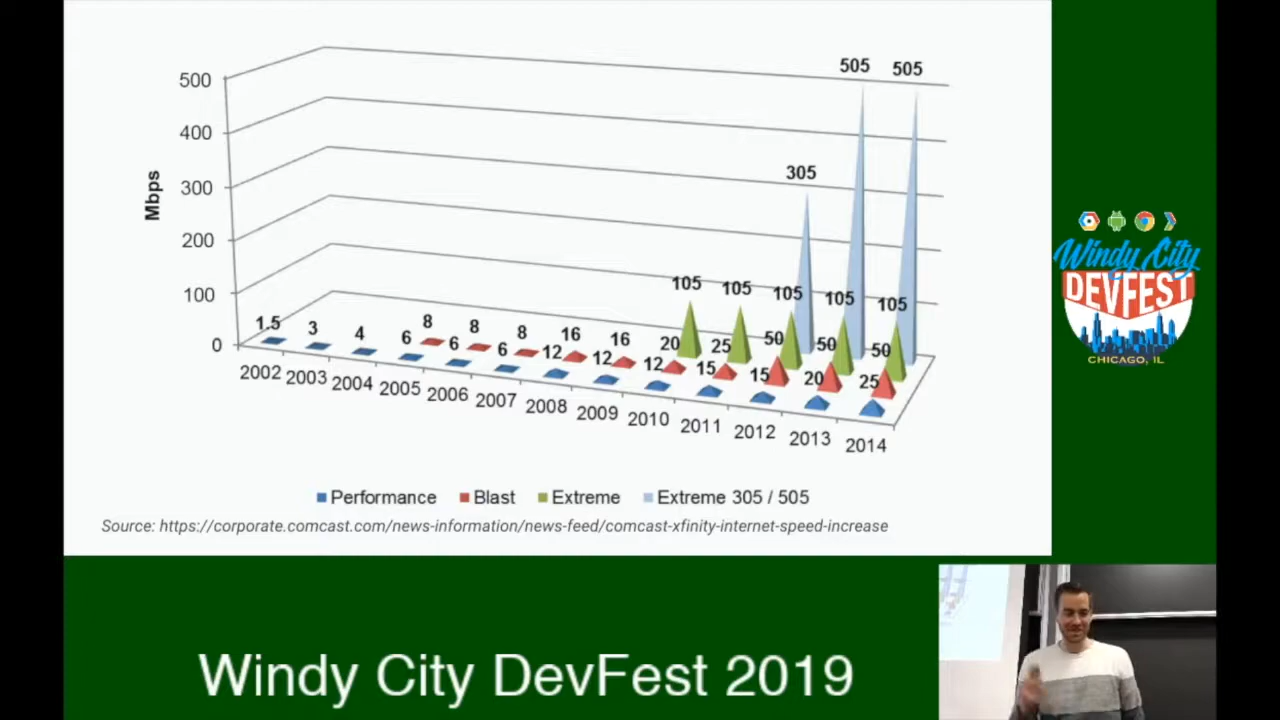 505 505
500
400
305
300
Mbps
200
105 105 105 105 105
100
1.5 3 4 6 8 6 8 6 8 12 16 12 16 12 20 15 25 15 50 20 50 25 50
0
2002 2003 2004 2005 2006 2007 2008 2009 2010 2011 2012 2013 2014
Performance Blast Extreme Extreme 305 / 505
Source: https://corporate.comcast.com/news-information/news-feed/comcast-xfinity-internet-speed-increase
Windy City
DEVFEST
CHICAGO, IL
Windy City DevFest 2019